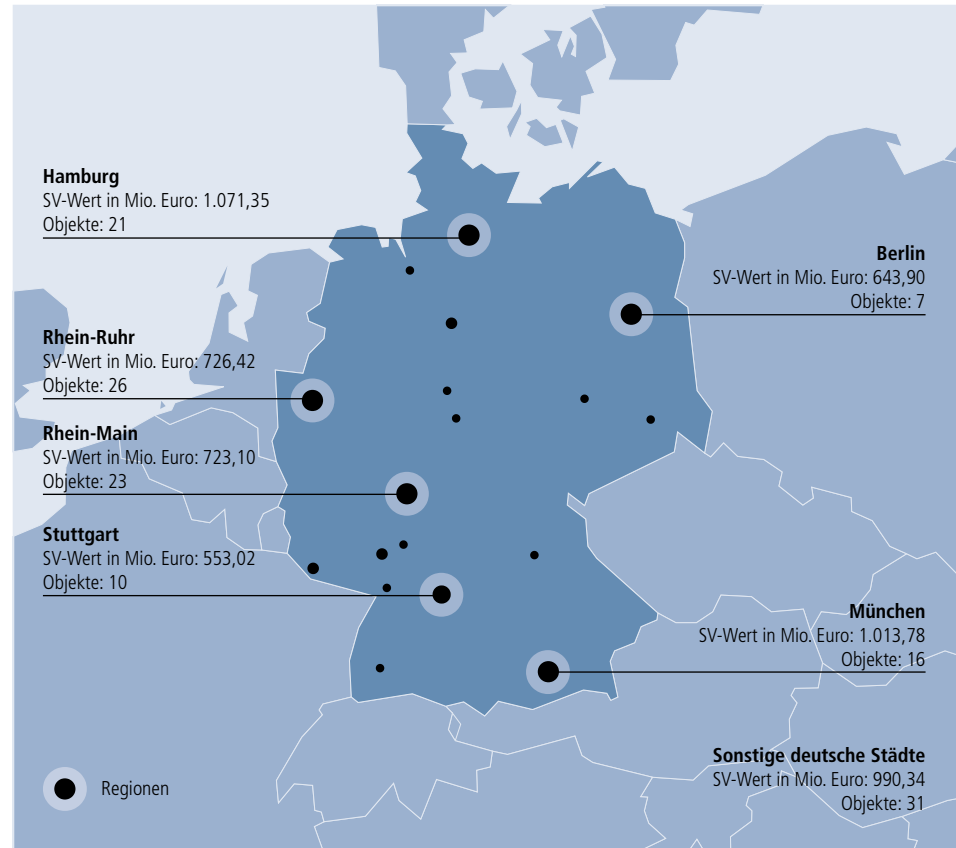 Hamburg
SV-Wert in Mio. Euro: 1.071,35
Objekte: 21
Berlin
SV-Wert in Mio. Euro: 643,90
Objekte: 7
Rhein-Ruhr
SV-Wert in Mio. Euro: 726,42
Objekte: 26
Rhein-Main
SV-Wert in Mio. Euro: 723,10
Objekte: 23
Stuttgart
SV-Wert in Mio. Euro: 553,02
Objekte: 10
München
SV-Wert in Mio. Euro: 1.013,78
Objekte: 16
Sonstige deutsche Städte
SV-Wert in Mio. Euro: 990,34
Objekte: 31
Regionen